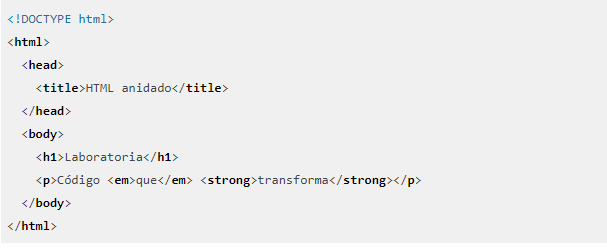 <!DOCTYPE html>
<html>
<head>
<title>HTML anidado</title>
</head>
<body>
<h1>Laboratoria</h1>
<p>Código <em>que</em> <strong>transforma</strong></p>
</body>
</html>